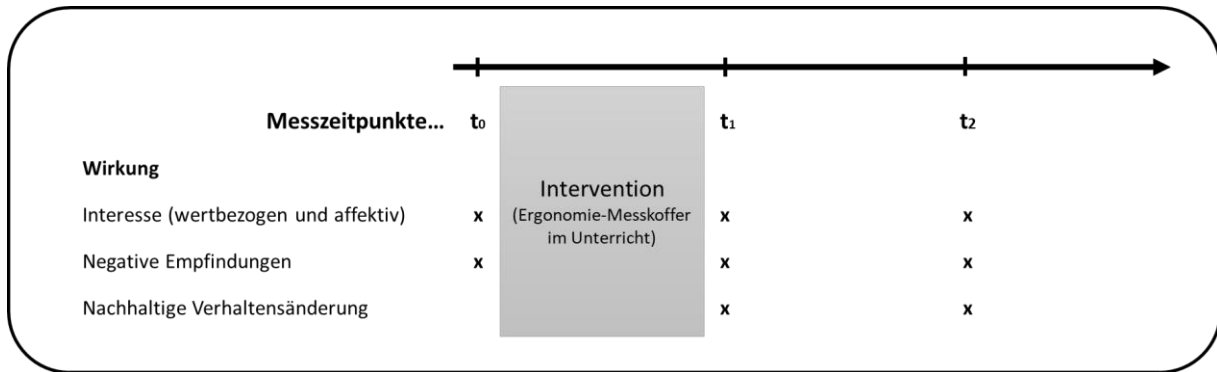 Messzeitpunkte... t₀ t₁ t₂
Wirkung
Intervention
Interesse (wertbezogen und affektiv) x (Ergonomie-Messkoffer x x
im Unterricht)
Negative Empfindungen x x x
Nachhaltige Verhaltensänderung x x